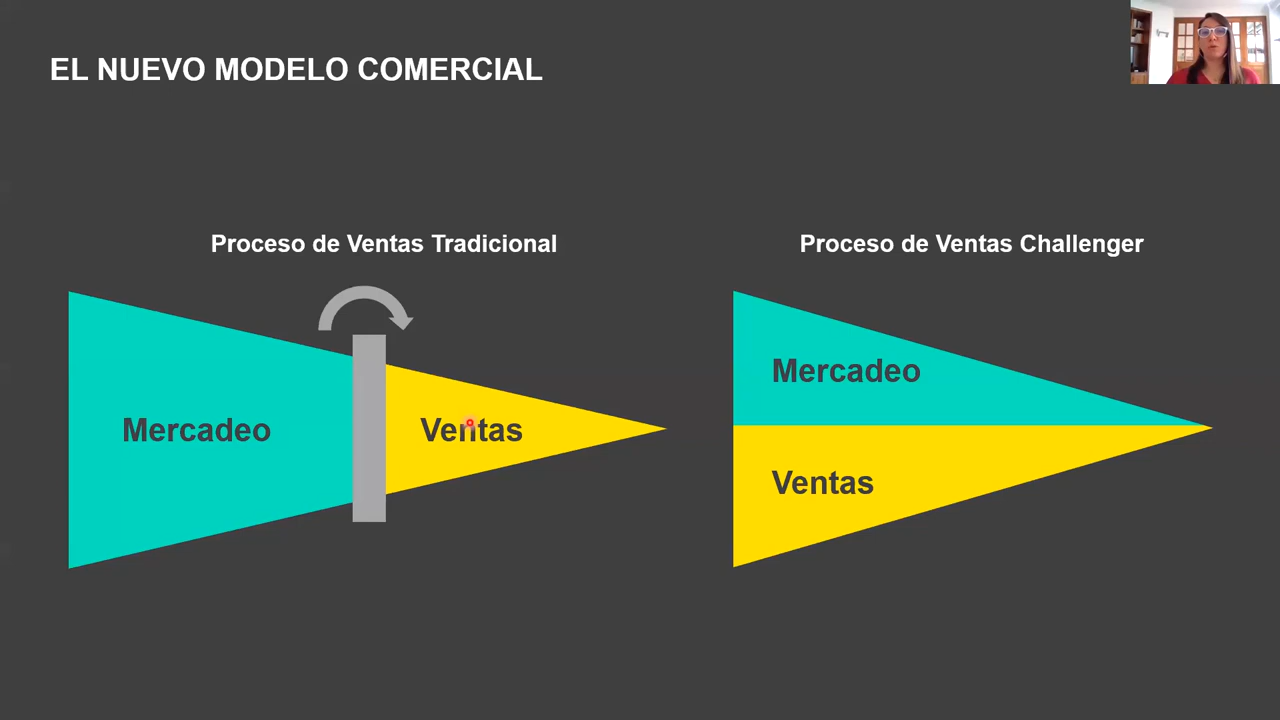 EL NUEVO MODELO COMERCIAL
Proceso de Ventas Tradicional
Mercadeo
Ventas
Proceso de Ventas Challenger
Mercadeo
Ventas